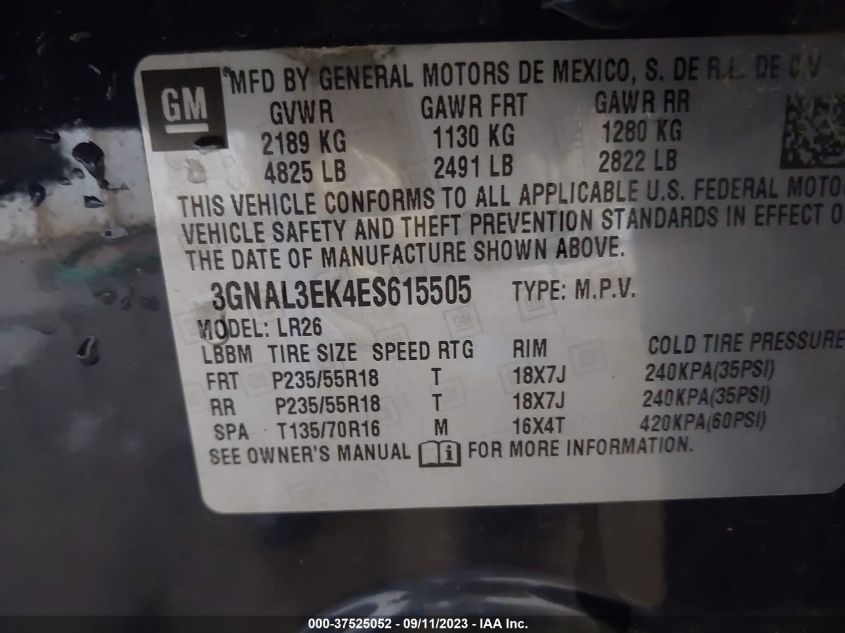 GM
MFD BY GENERAL MOTORS DE MEXICO, S. DE R.L. DE C.V
GVWR GAWR FRT GAWR RR
2189 KG 1130 KG 1280 KG
4825 LB 2491 LB 2822 LB
THIS VEHICLE CONFORMS TO ALL APPLICABLE U.S. FEDERAL MOTO
VEHICLE SAFETY AND THEFT PREVENTION STANDARDS IN EFFECT O
THE DATE OF MANUFACTURE SHOWN ABOVE.
3GNAL3EK4ES615505 TYPE: M.P.V.
MODEL: LR26
LBBM TIRE SIZE SPEED RTG RIM COLD TIRE PRESSURE
FRT P235/55R18 T 18X7J 240KPA(35PSI)
RR P235/55R18 T 18X7J 240KPA(35PSI)
SPA T135/70R16 M 16X4T 420KPA(60PSI)
SEE OWNER'S MANUAL i FOR MORE INFORMATION.
000-37525052 - 09/11/2023 - IAA Inc.